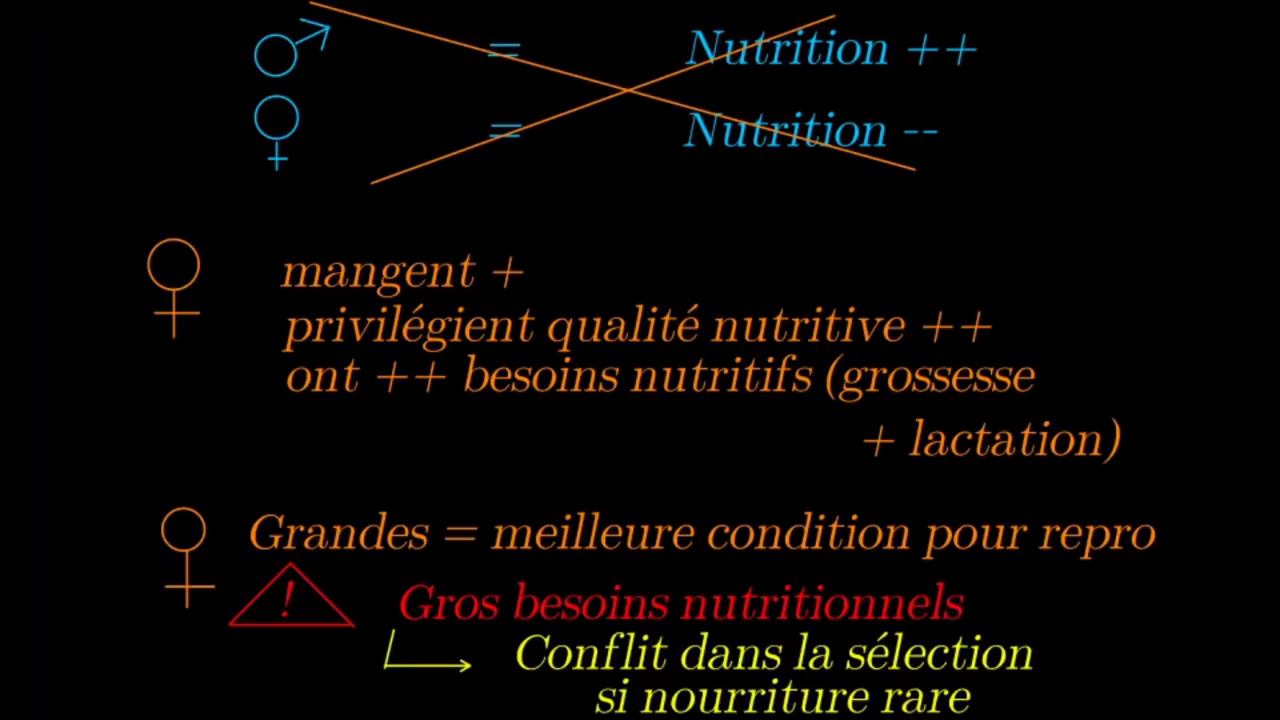 ♂ = Nutrition ++
♀ = Nutrition --
♀ mangent +
privilégient qualité nutritive ++
ont ++ besoins nutritifs (grossesse
+ lactation)
♀ Grandes = meilleure condition pour repro
! Gros besoins nutritionnels
Conflit dans la sélection
si nourriture rare